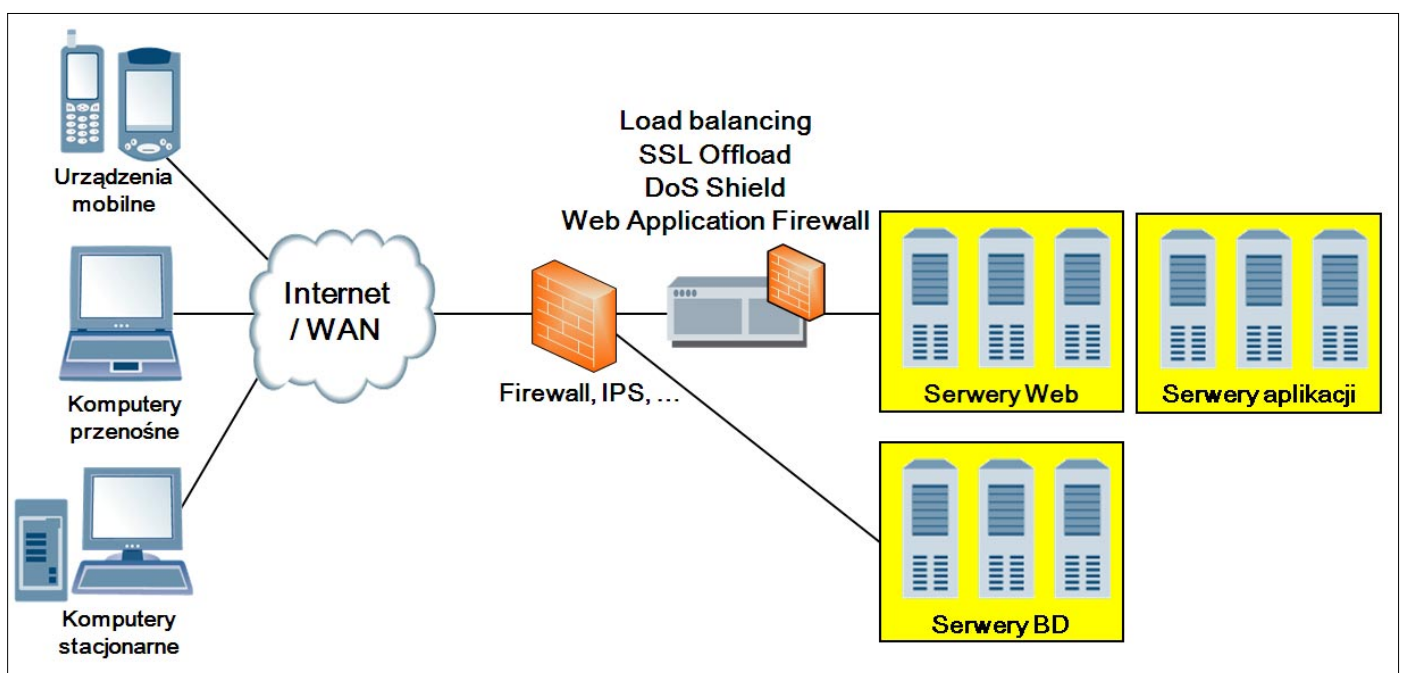 Urządzenia
mobilne
Komputery
przenośne
Komputery
stacjonarne
Internet
/ WAN
Firewall, IPS, ...
Load balancing
SSL Offload
DoS Shield
Web Application Firewall
Serwery Web
Serwery aplikacji
Serwery BD